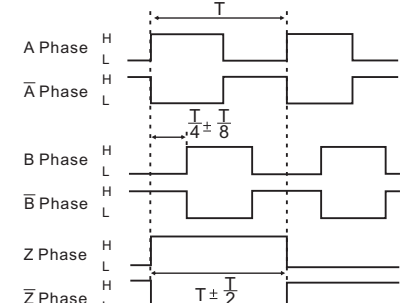 T
A Phase H
L
A̅ Phase H
L
T/4 ± T/8
B Phase H
L
B̅ Phase H
L
Z Phase H
L
T ± T/2
Z̅ Phase H
L